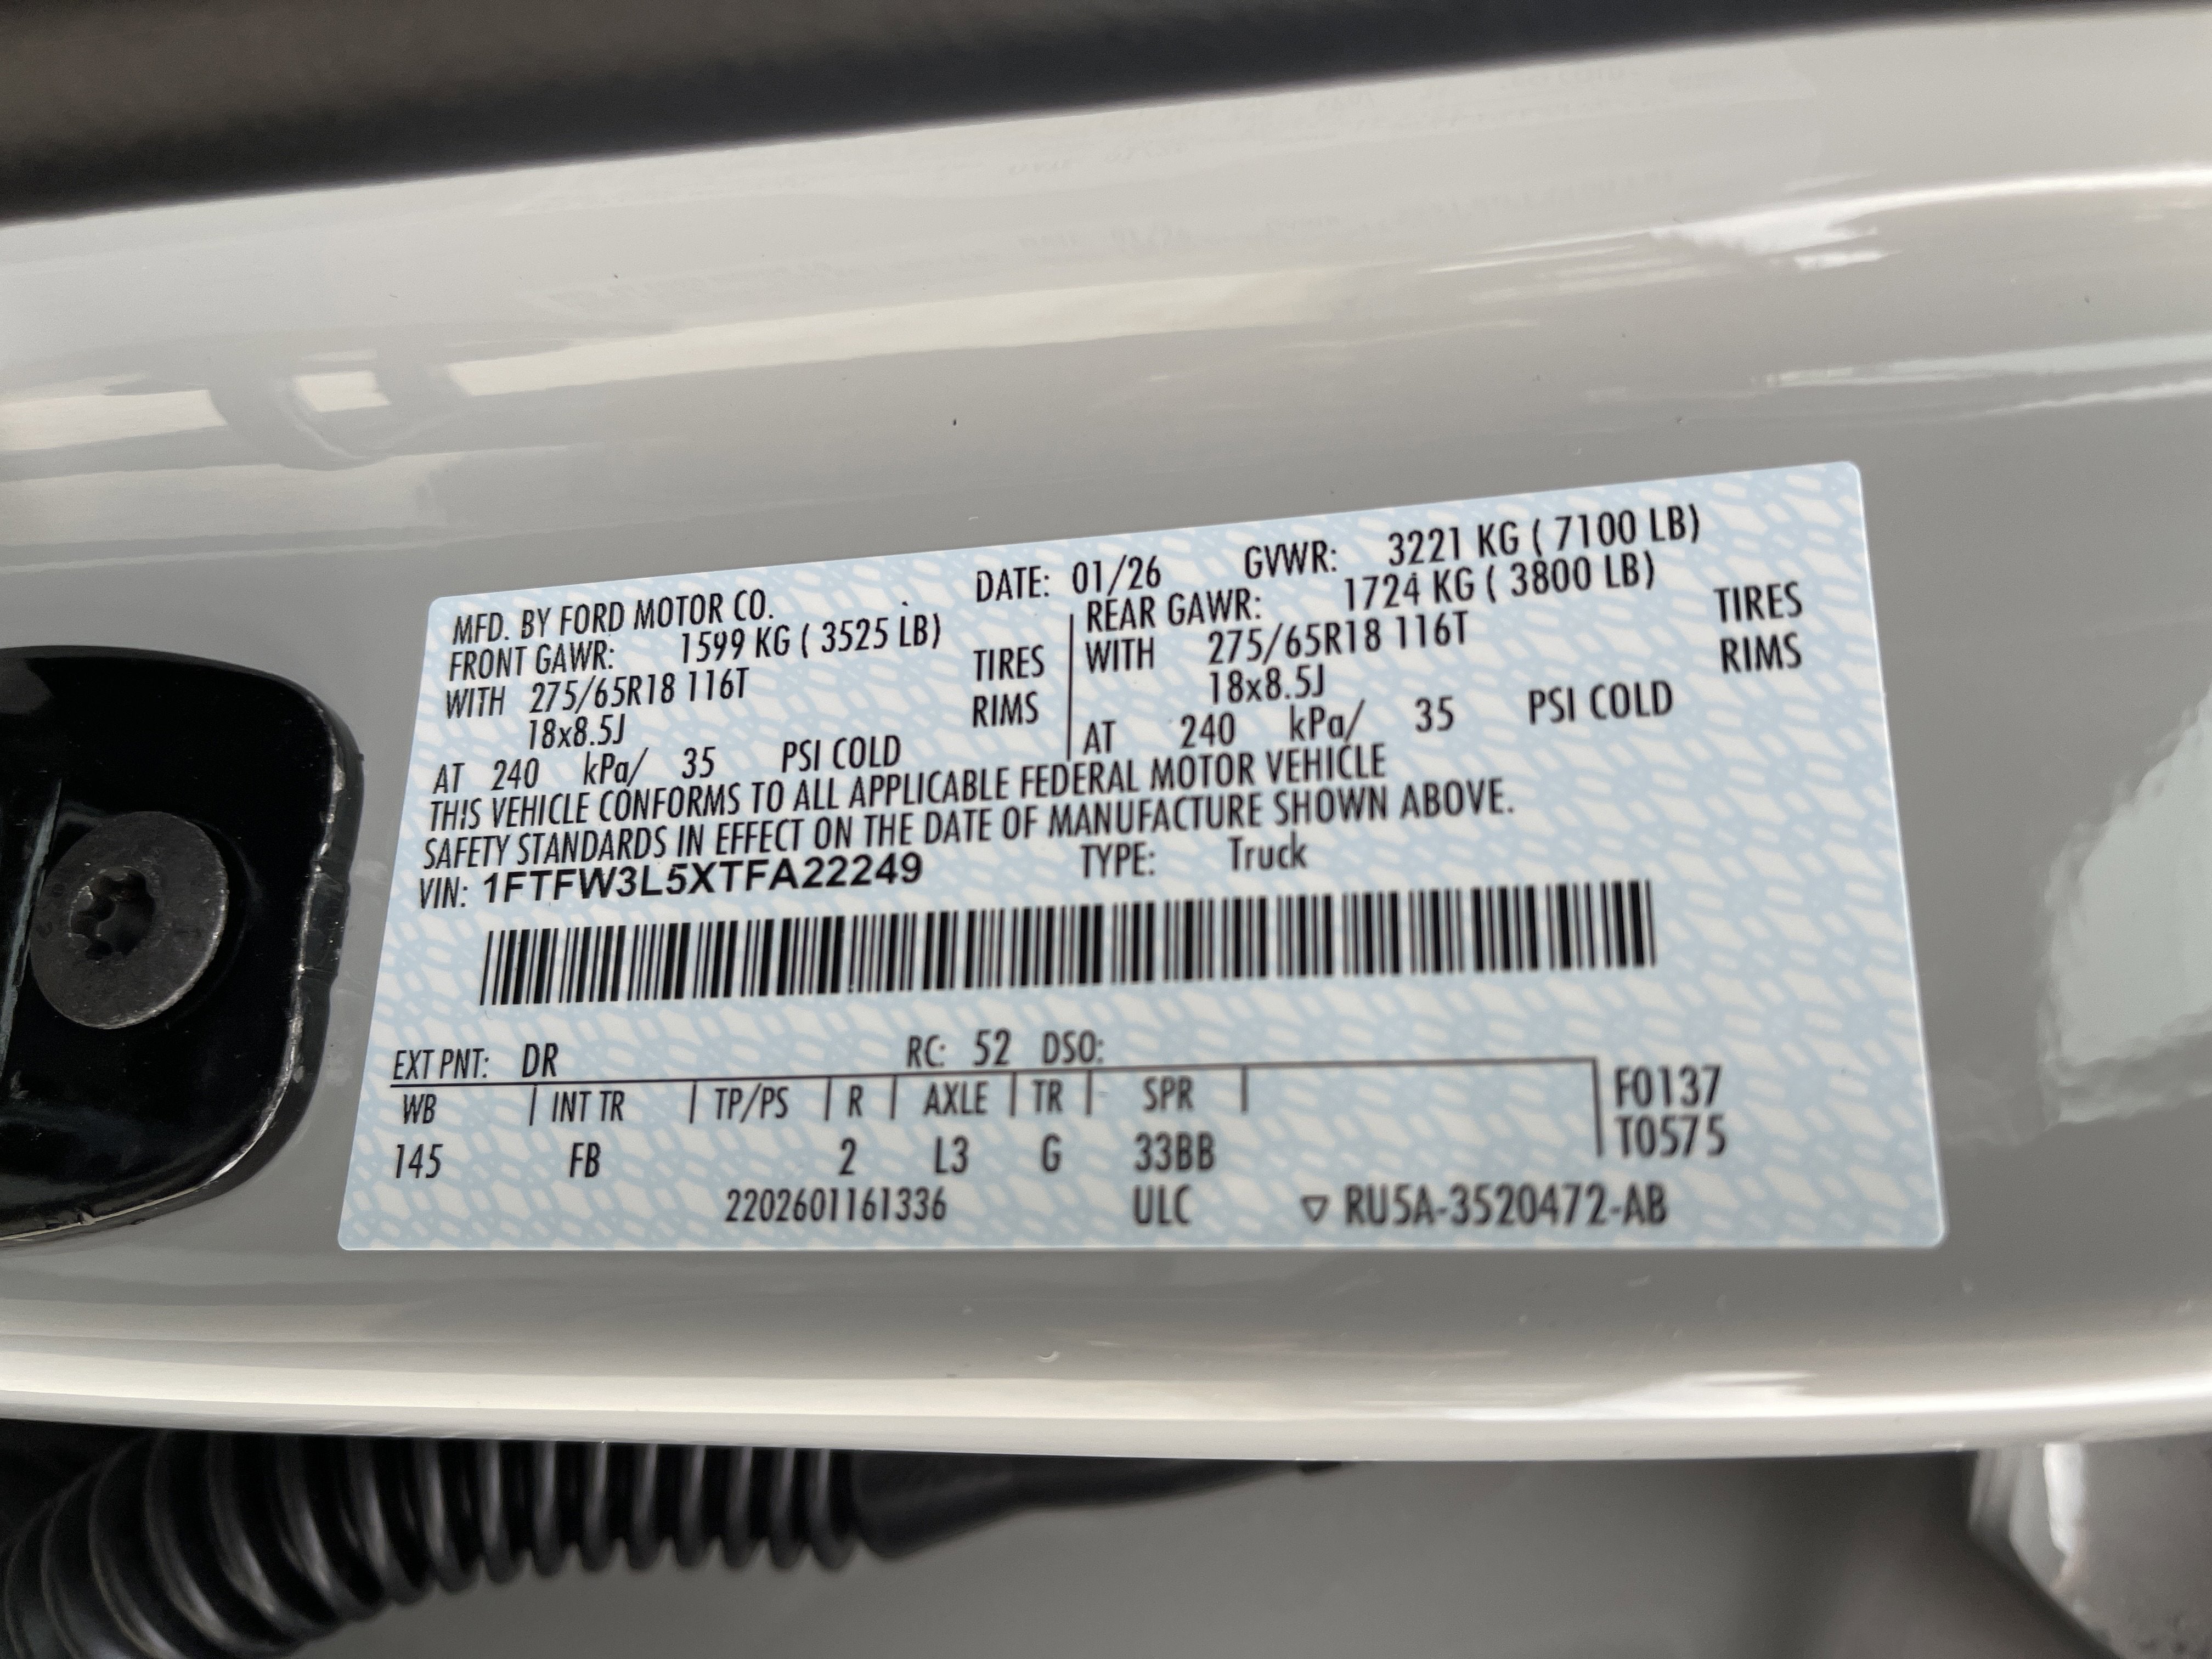 MFD. BY FORD MOTOR CO. DATE: 01/26 GVWR: 3221 KG ( 7100 LB)
FRONT GAWR: 1599 KG ( 3525 LB) REAR GAWR: 1724 KG ( 3800 LB)
WITH 275/65R18 116T TIRES WITH 275/65R18 116T TIRES
18x8.5J RIMS 18x8.5J RIMS
AT 240 kPa/ 35 PSI COLD AT 240 kPa/ 35 PSI COLD
THIS VEHICLE CONFORMS TO ALL APPLICABLE FEDERAL MOTOR VEHICLE
SAFETY STANDARDS IN EFFECT ON THE DATE OF MANUFACTURE SHOWN ABOVE.
VIN: 1FTFW3L5XTFA22249 TYPE: Truck
EXT PNT: DR RC: 52 DSO:
WB | INT TR | TP/PS | R | AXLE | TR | SPR | F0137
145 FB 2 L3 G 33BB T0575
2202601161336 ULC ▽ RU5A-3520472-AB